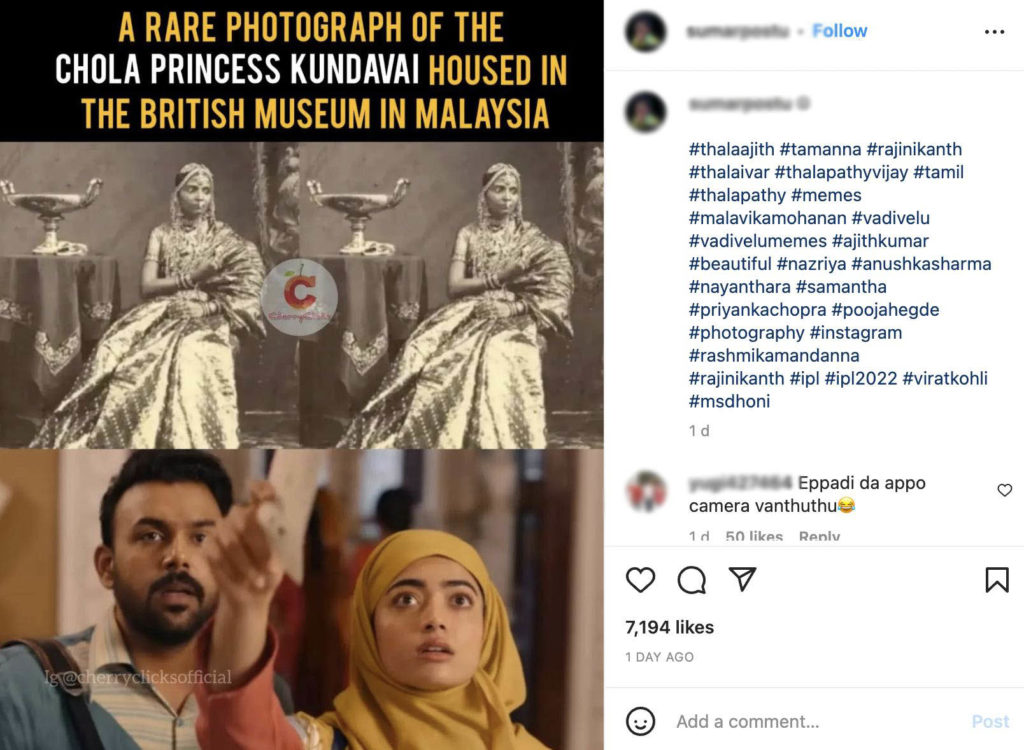 A RARE PHOTOGRAPH OF THE
CHOLA PRINCESS KUNDAVAI HOUSED IN
THE BRITISH MUSEUM IN MALAYSIA
C
Ig@cherryclicksofficial
Follow
#thalaajith #tamanna #rajinikanth
#thalaivar #thalapathyvijay #tamil
#thalapathy #memes
#malavikamohanan #vadivelu
#vadivelumemes #ajithkumar
#beautiful #nazriya #anushkasharma
#nayanthara #samantha
#priyankachopra #poojahegde
#photography #instagram
#rashmikamandanna
#rajinikanth #ipl #ipl2022 #viratkohli
#msdhoni
1 d
Eppadi da appo
camera vanthuthu😂
1 d 50 likes Reply
7,194 likes
1 DAY AGO
Add a comment... Post